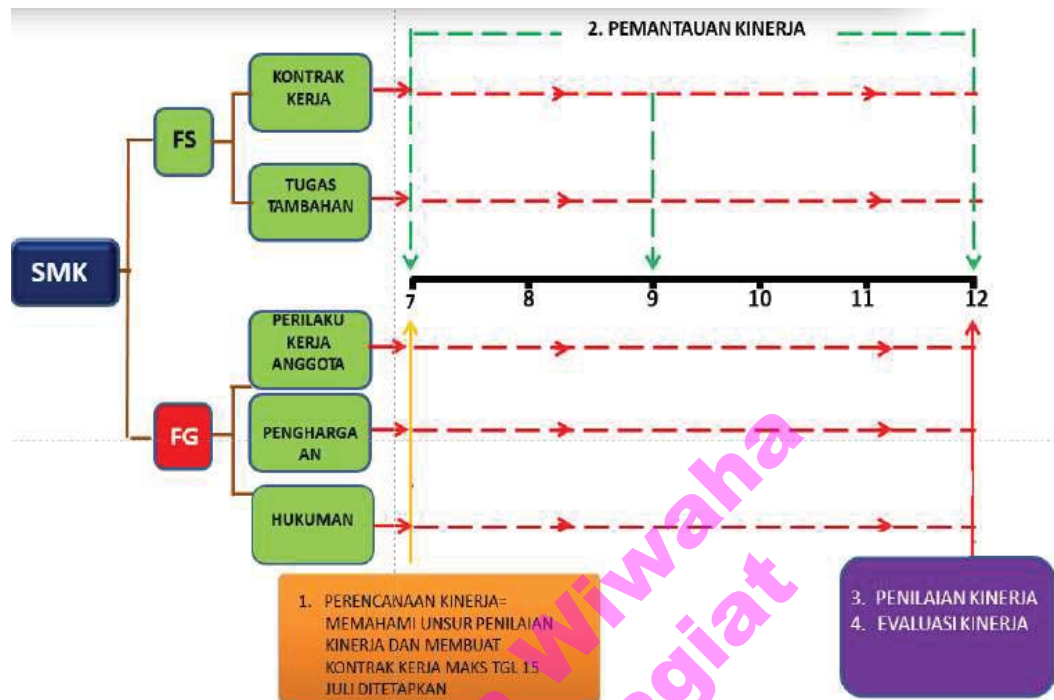 2. PEMANTAUAN KINERJA
KONTRAK
KERJA
FS
TUGAS
TAMBAHAN
SMK
7 8 9 10 11 12
PERILAKU
KERJA
ANGGOTA
FG
PENGHARGA
AN
HUKUMAN
1. PERENCANAAN KINERJA=
MEMAHAMI UNSUR PENILAIAN
KINERJA DAN MEMBUAT
KONTRAK KERJA MAKS TGL 15
JULI DITETAPKAN
3. PENILAIAN KINERJA
4. EVALUASI KINERJA
Wiwaha
giat